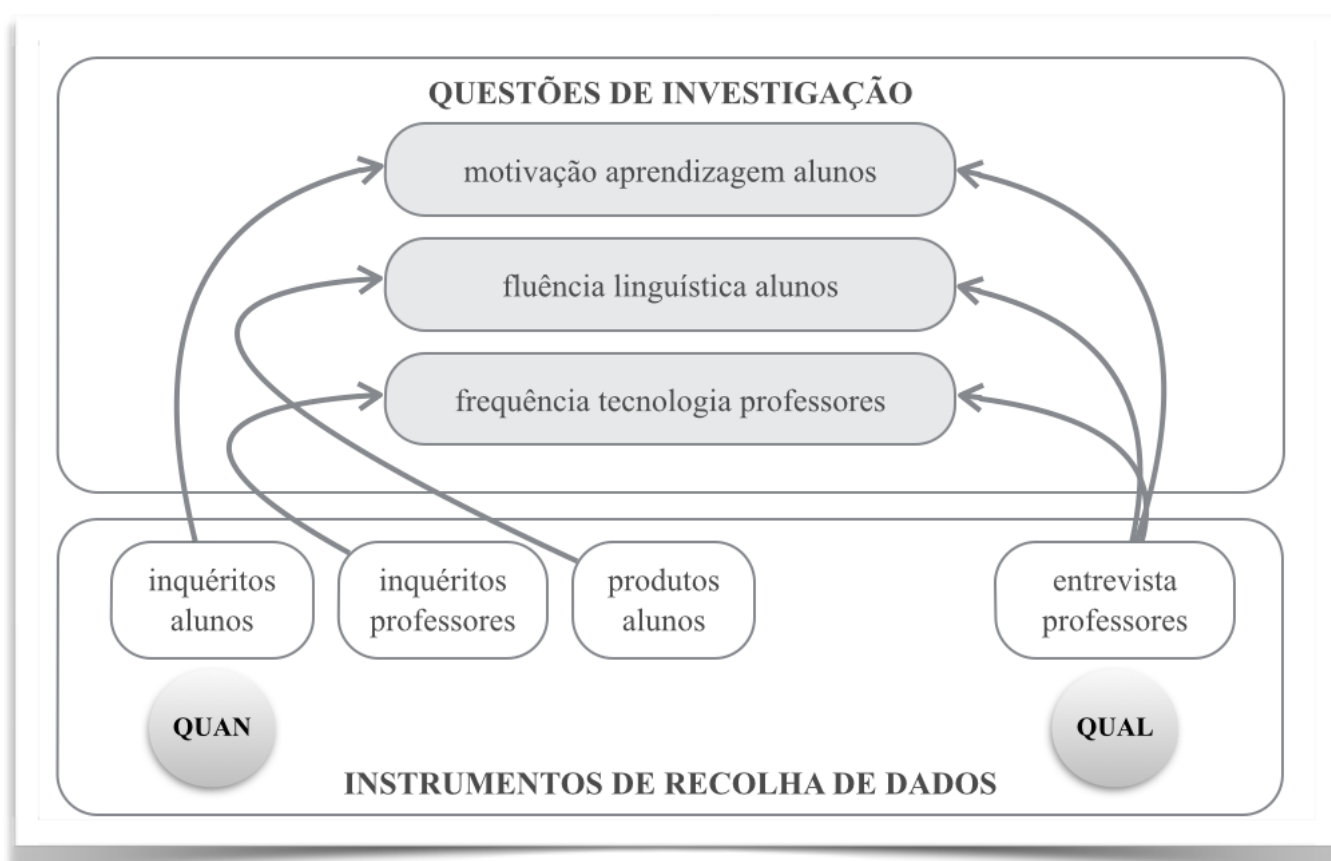 QUESTÕES DE INVESTIGAÇÃO
motivação aprendizagem alunos
fluência linguística alunos
frequência tecnologia professores
inquéritos
alunos
inquéritos
professores
produtos
alunos
entrevista
professores
QUAN
QUAL
INSTRUMENTOS DE RECOLHA DE DADOS